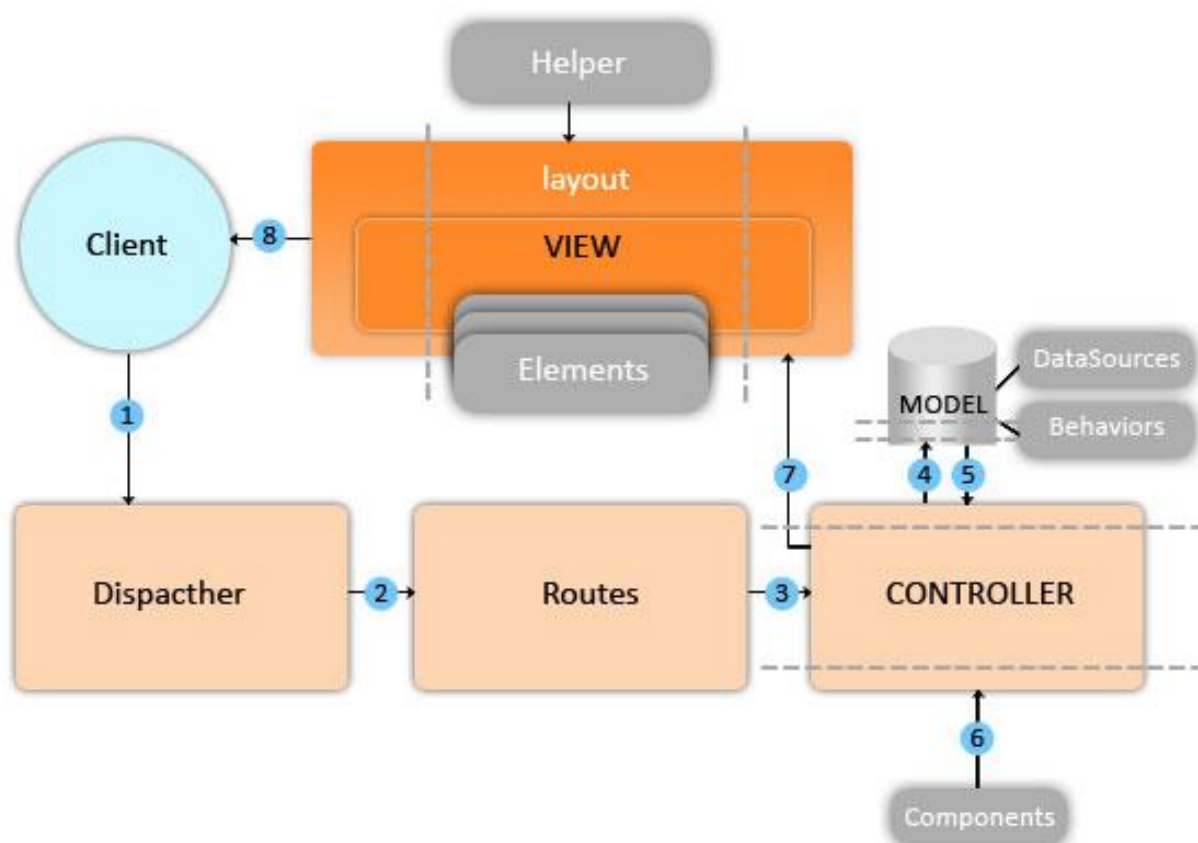 Helper
layout
VIEW
Elements
Client
8
1
MODEL
DataSources
Behaviors
7
4
5
Dispacther
2
Routes
3
CONTROLLER
6
Components